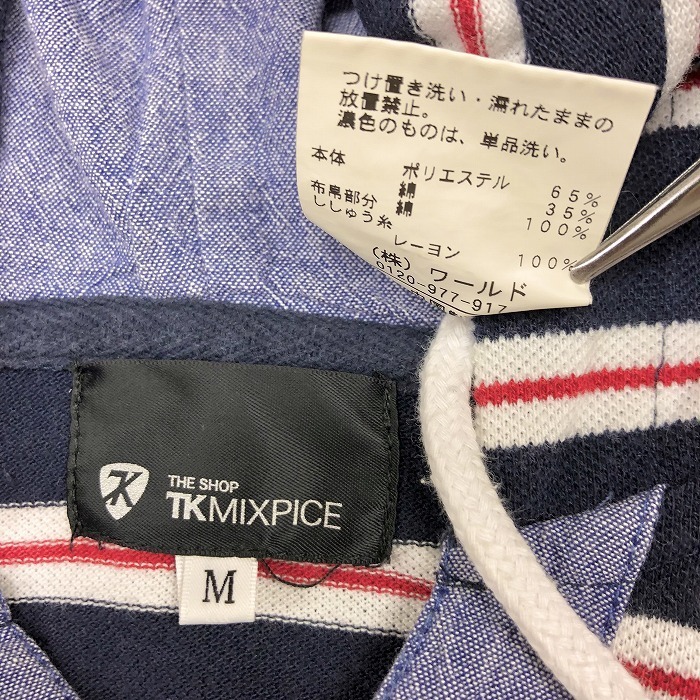 つけ置き洗い・濡れたままの
放置禁止。
濃色のものは、単品洗い。
本体 ポリエステル 65%
綿 35%
布帛部分 綿 100%
ししゅう糸
レーヨン 100%
(株) ワールド
0120-977-917
THE SHOP
TKMIXPICE
M